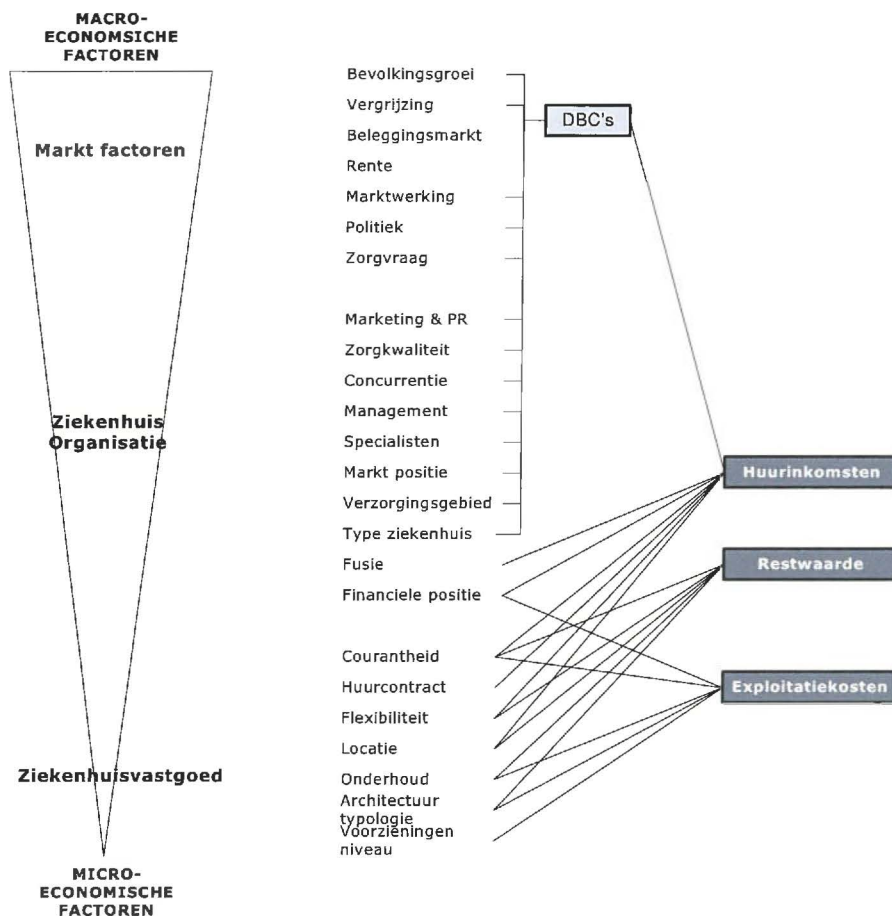 MACRO-
ECONOMSICHE
FACTOREN
Markt factoren
Ziekenhuis
Organisatie
Ziekenhuisvastgoed
MICRO-
ECONOMISCHE
FACTOREN
Bevolkingsgroei
Vergrijzing
Beleggingsmarkt
Rente
Marktwerking
Politiek
Zorgvraag
Marketing & PR
Zorgkwaliteit
Concurrentie
Management
Specialisten
Markt positie
Verzorgingsgebied
Type ziekenhuis
Fusie
Financiele positie
Courantheid
Huurcontract
Flexibiliteit
Locatie
Onderhoud
Architectuur
typologie
Voorzieningen
niveau
DBC's
Huurinkomsten
Restwaarde
Exploitatiekosten